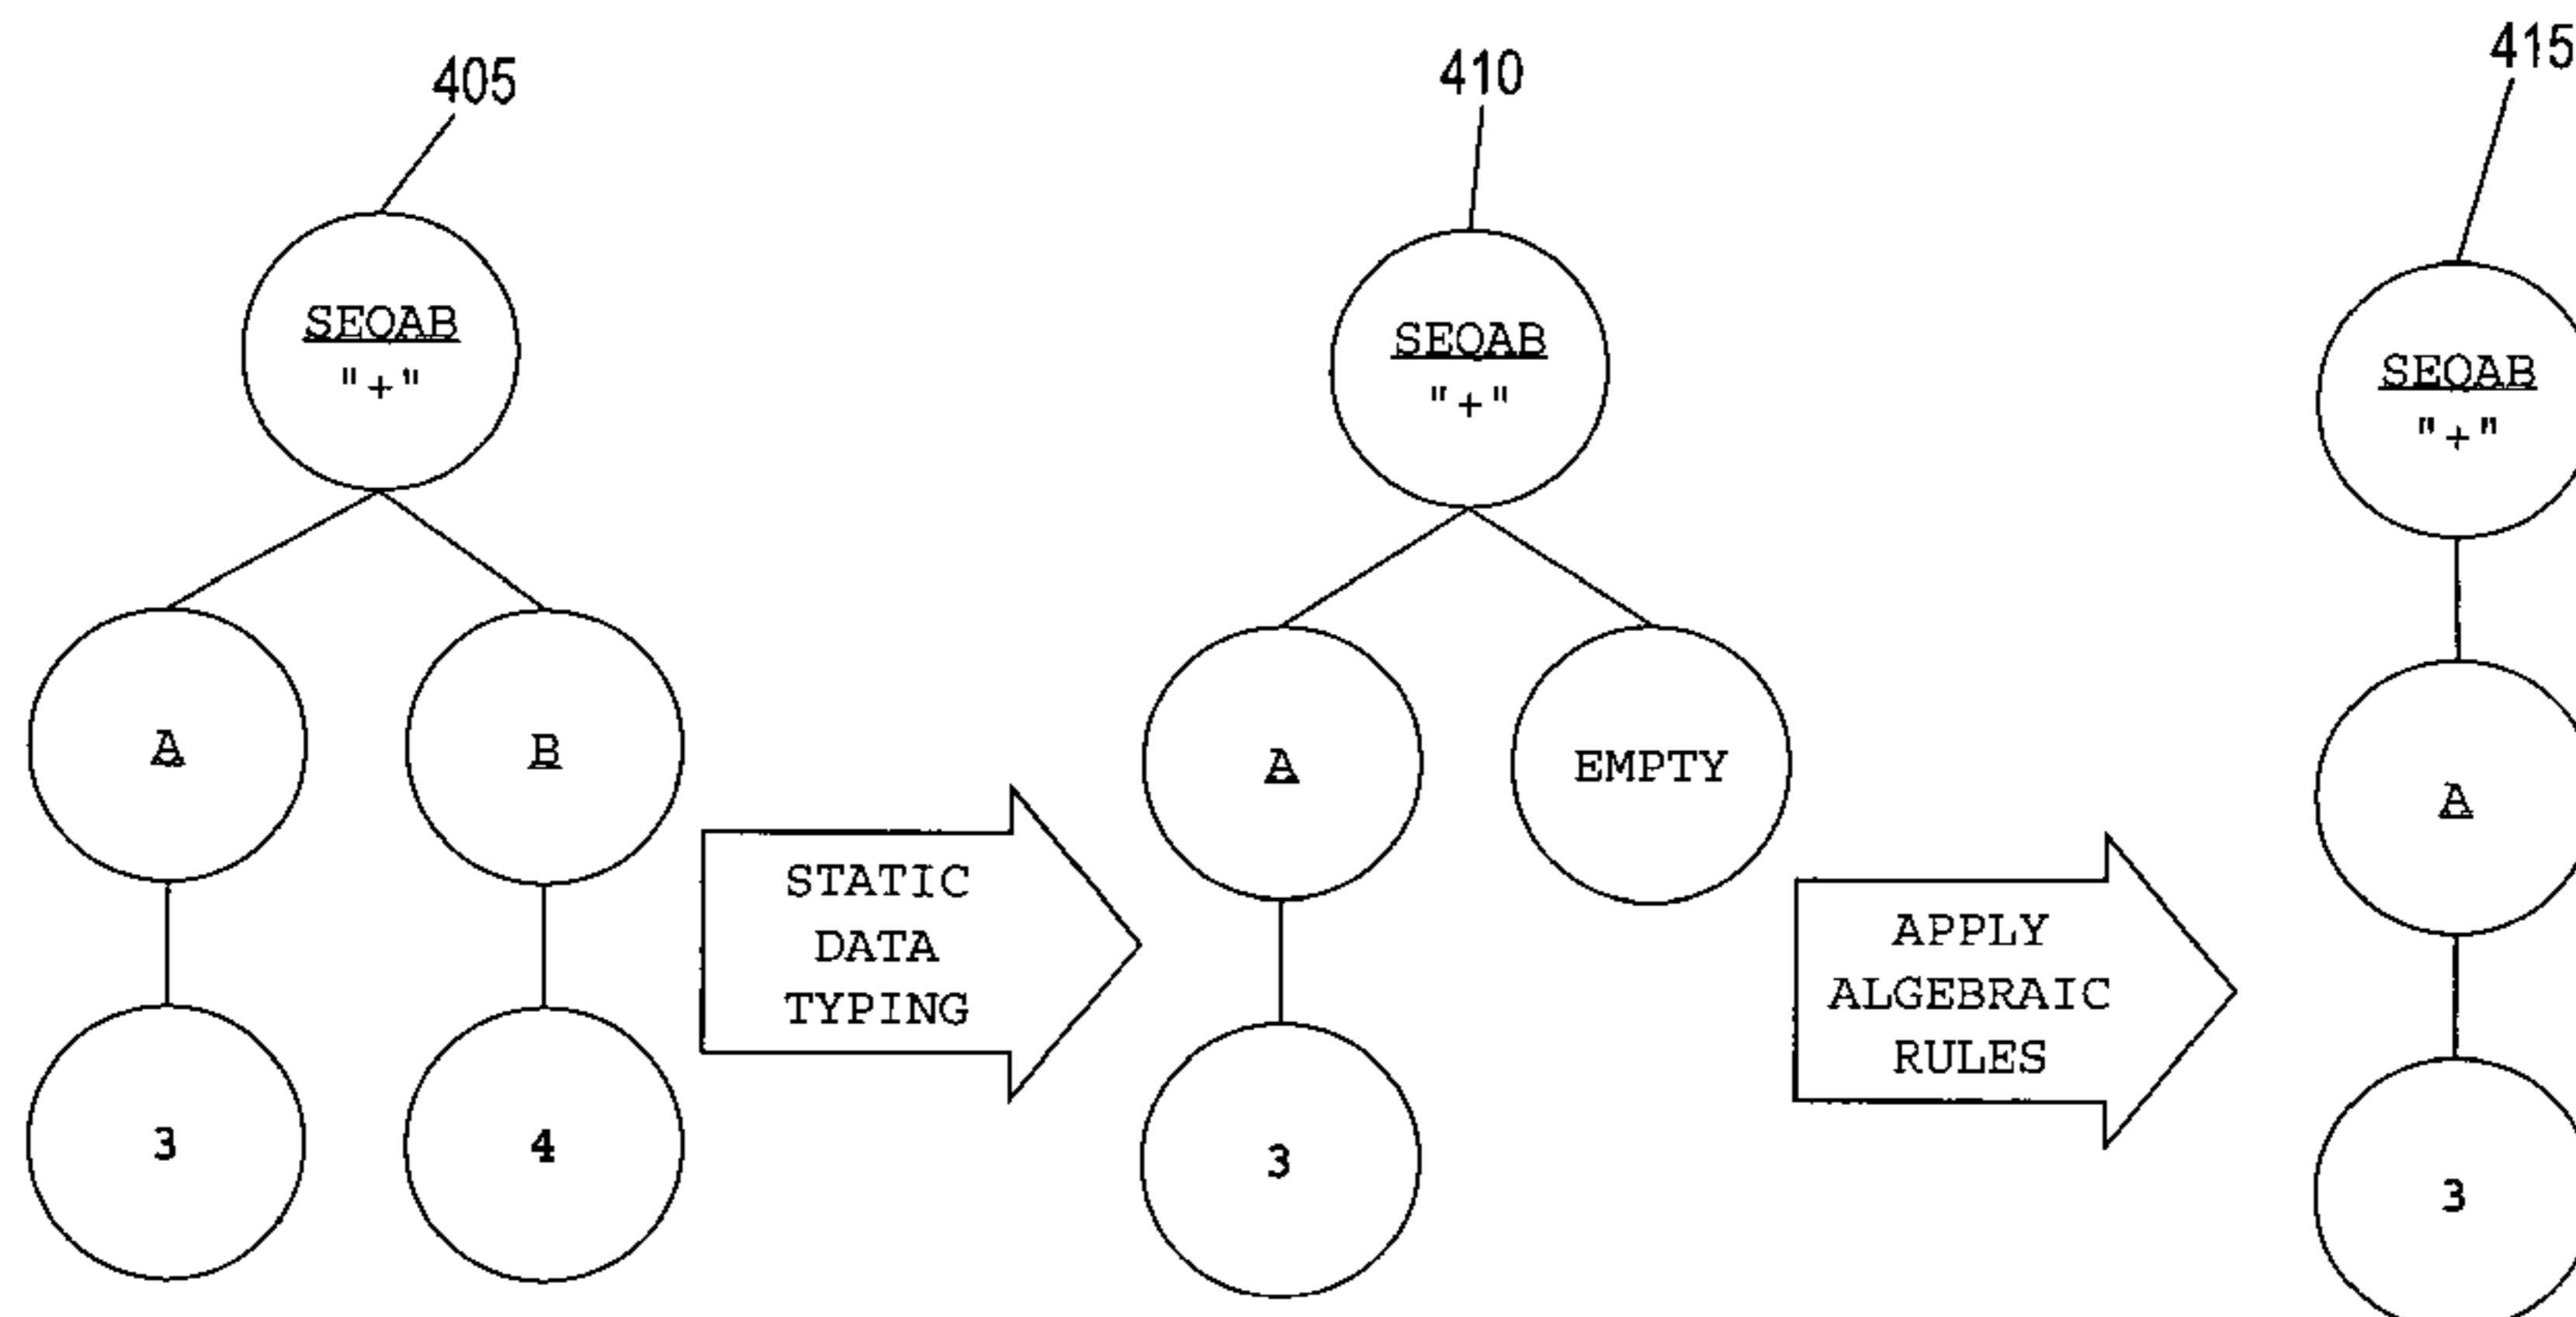 405
410
415
SEQAB
"+"
SEQAB
"+"
SEQAB
"+"
A
B
A
EMPTY
A
STATIC
DATA
TYPING
APPLY
ALGEBRAIC
RULES
3
4
3
3